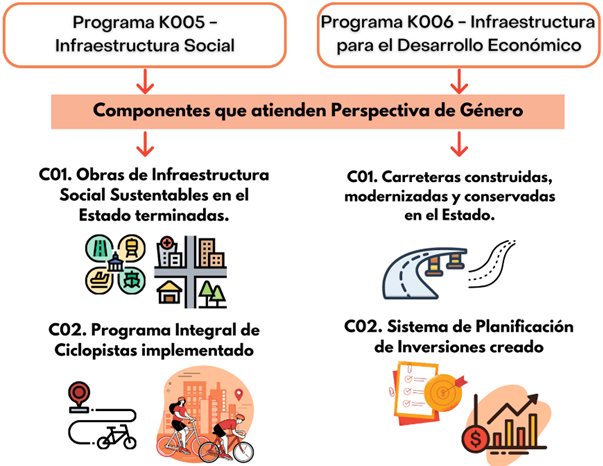 Programa K005 –
Infraestructura Social
Programa K006 – Infraestructura
para el Desarrollo Económico
Componentes que atienden Perspectiva de Género
C01. Obras de Infraestructura
Social Sustentables en el
Estado terminadas.
C02. Programa Integral de
Ciclopistas implementado
C01. Carreteras construidas,
modernizadas y conservadas
en el Estado.
C02. Sistema de Planificación
de Inversiones creado